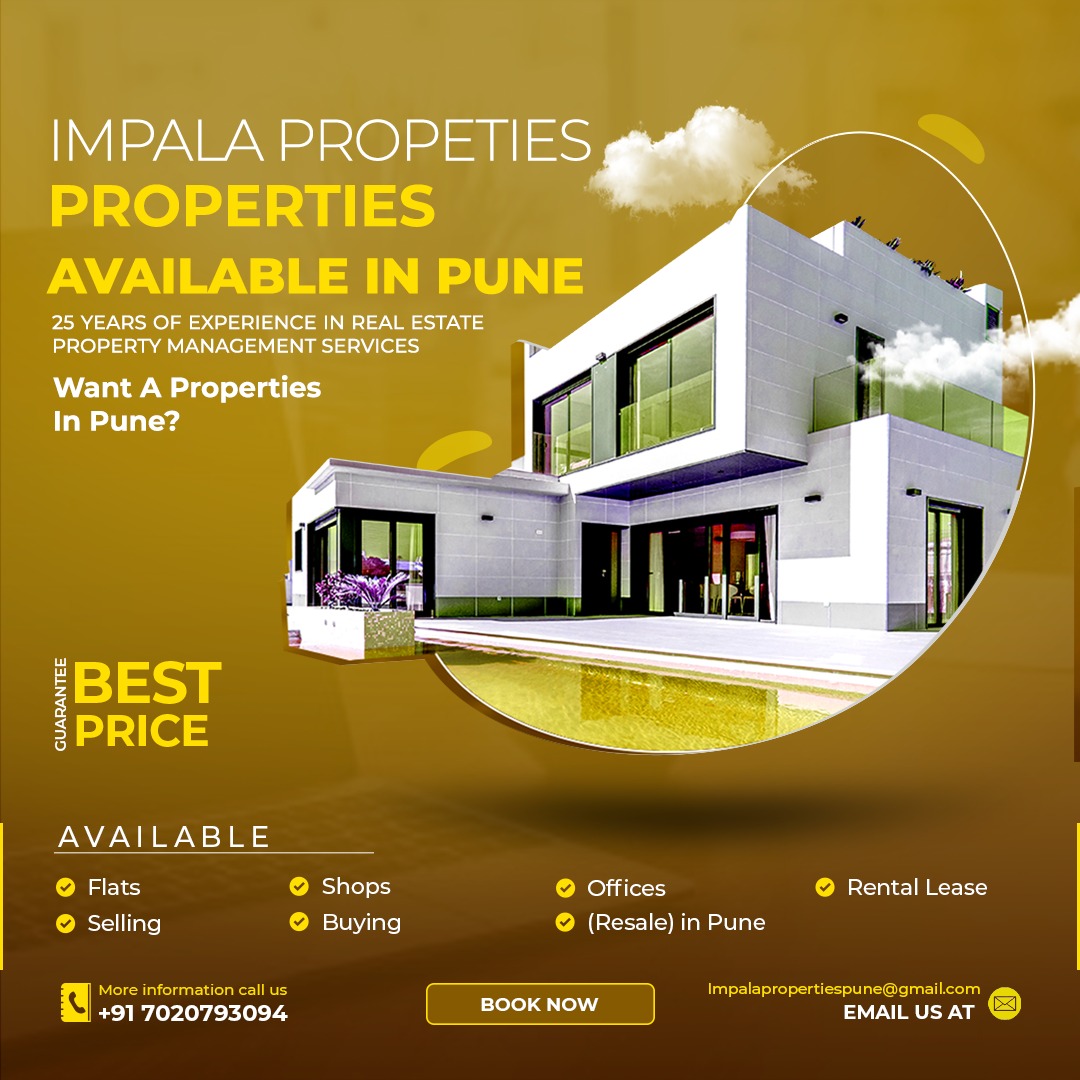 IMPALA PROPETIES
PROPERTIES
AVAILABLE IN PUNE
25 YEARS OF EXPERIENCE IN REAL ESTATE
PROPERTY MANAGEMENT SERVICES
Want A Properties
In Pune?
GUARANTEE
BEST
PRICE
AVAILABLE
Flats
Shops
Offices
Rental Lease
Selling
Buying
(Resale) in Pune
More information call us
+91 7020793094
BOOK NOW
Impalapropertiespune@gmail.com
EMAIL US AT